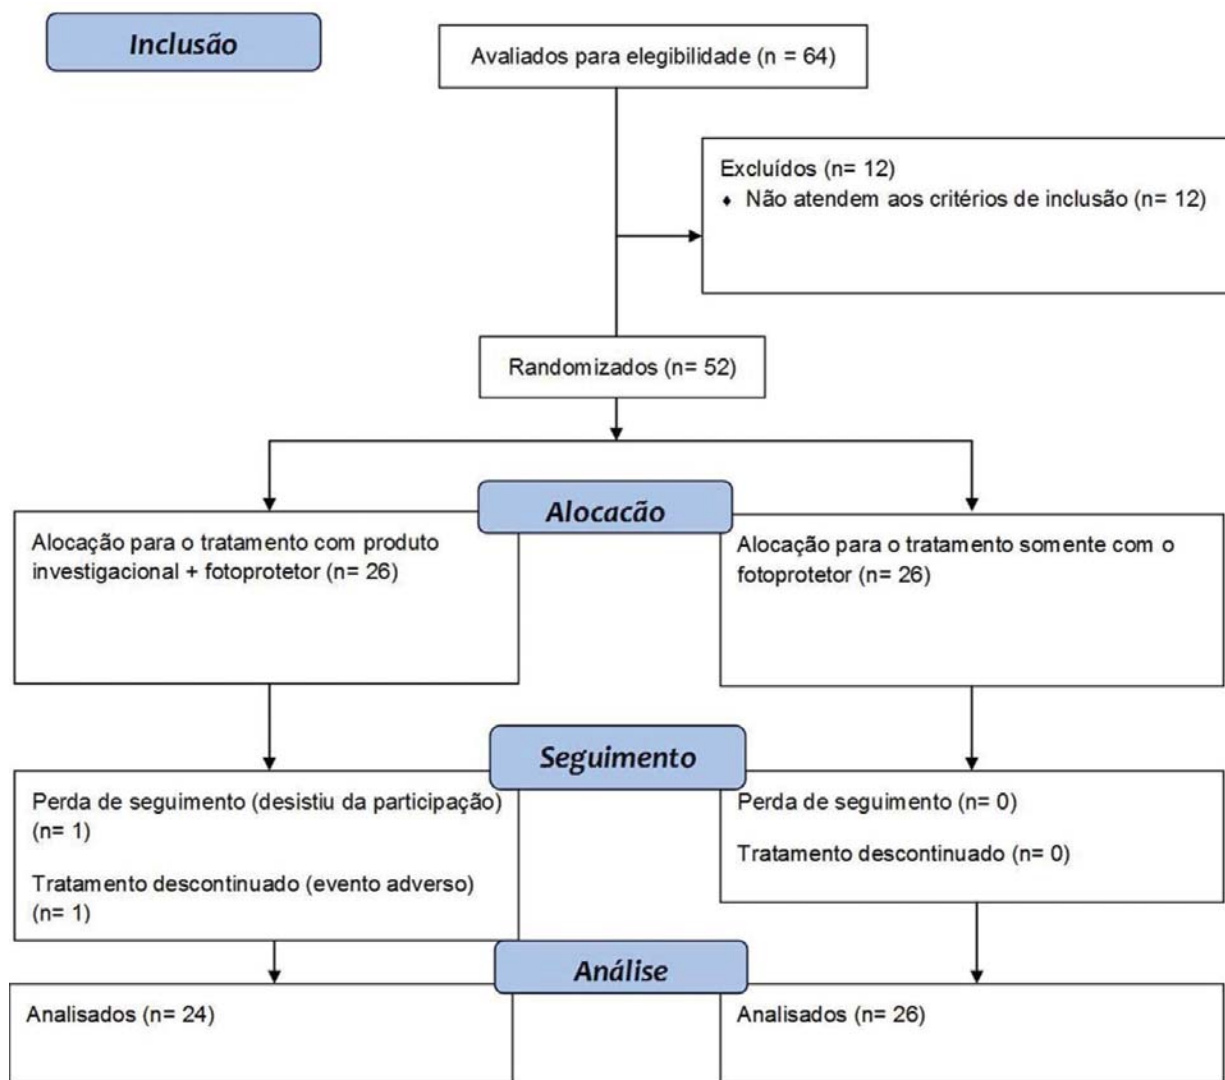 Inclusão
Avaliados para elegibilidade (n = 64)
Excluídos (n= 12)
♦ Não atendem aos critérios de inclusão (n= 12)
Randomizados (n= 52)
Alocacão
Alocação para o tratamento com produto
investigacional + fotoprotetor (n= 26)
Alocação para o tratamento somente com o
fotoprotetor (n= 26)
Seguimento
Perda de seguimento (desistiu da participação)
(n= 1)
Tratamento descontinuado (evento adverso)
(n= 1)
Perda de seguimento (n= 0)
Tratamento descontinuado (n= 0)
Análise
Analisados (n= 24)
Analisados (n= 26)